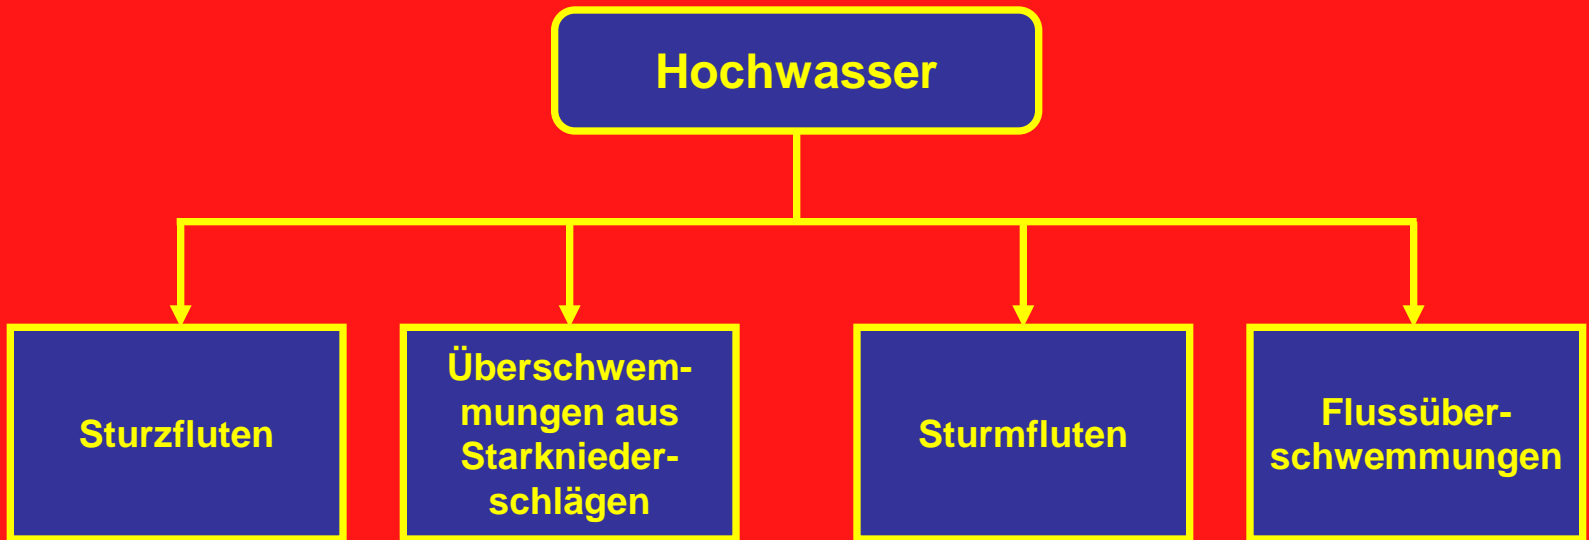 Hochwasser
Sturzfluten
Überschwem-
mungen aus
Starknieder-
schlägen
Sturmfluten
Flussüber-
schwemmungen